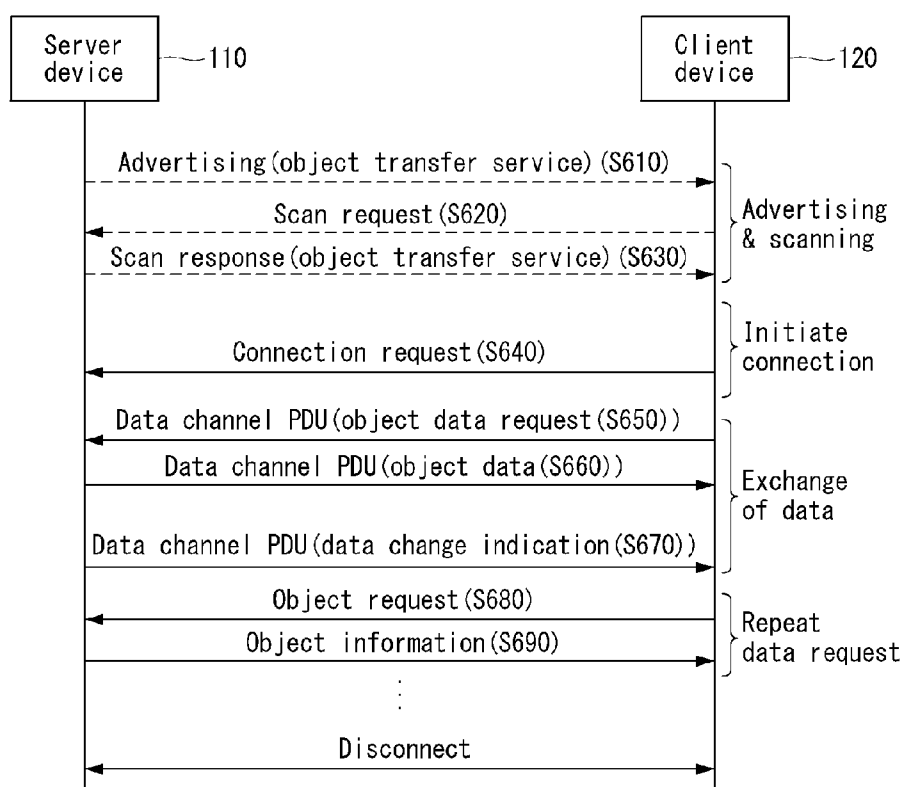 Server
device
110
Client
device
120
Advertising(object transfer service)(S610)
Scan request(S620)
Scan response(object transfer service)(S630)
Advertising
& scanning
Connection request(S640)
Initiate
connection
Data channel PDU(object data request(S650))
Data channel PDU(object data(S660))
Data channel PDU(data change indication(S670))
Exchange
of data
Object request(S680)
Object information(S690)
Repeat
data request
Disconnect